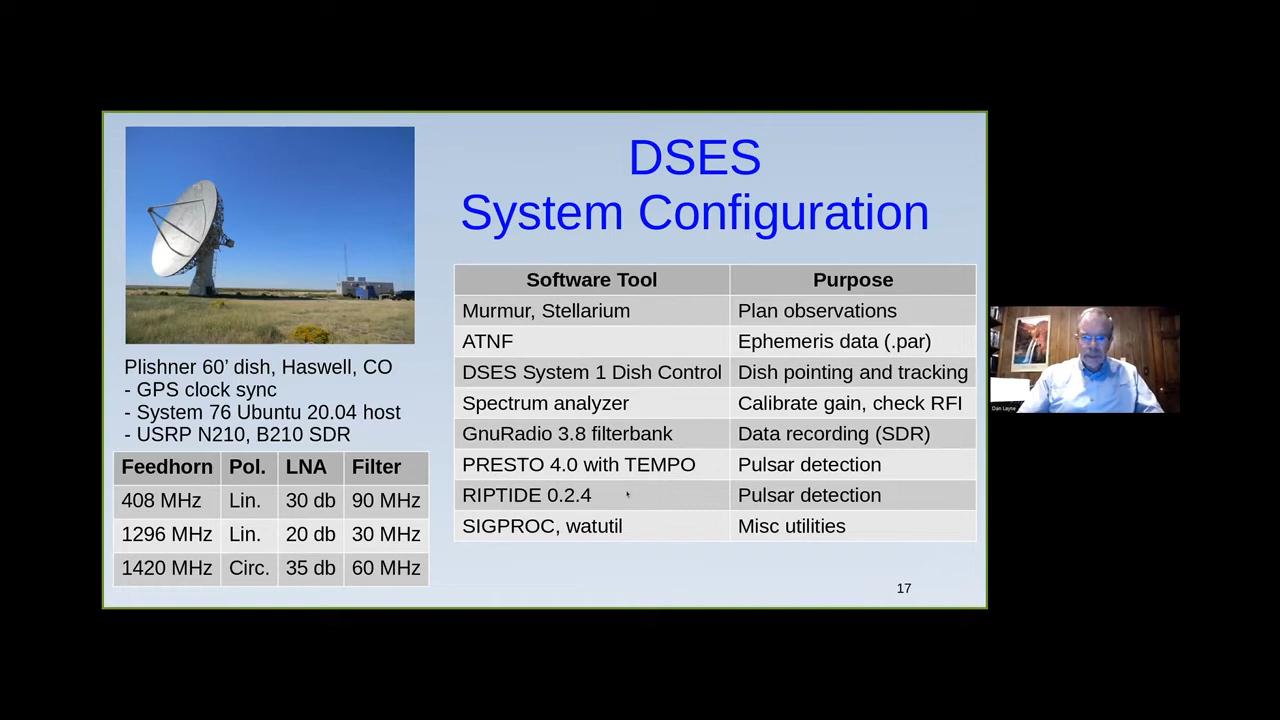 DSES
System Configuration
Plishner 60’ dish, Haswell, CO
- GPS clock sync
- System 76 Ubuntu 20.04 host
- USRP N210, B210 SDR
Feedhorn Pol. LNA Filter
408 MHz Lin. 30 db 90 MHz
1296 MHz Lin. 20 db 30 MHz
1420 MHz Circ. 35 db 60 MHz
Software Tool Purpose
Murmur, Stellarium Plan observations
ATNF Ephemeris data (.par)
DSES System 1 Dish Control Dish pointing and tracking
Spectrum analyzer Calibrate gain, check RFI
GnuRadio 3.8 filterbank Data recording (SDR)
PRESTO 4.0 with TEMPO Pulsar detection
RIPTIDE 0.2.4 Pulsar detection
SIGPROC, watutil Misc utilities
17
Dan Layne